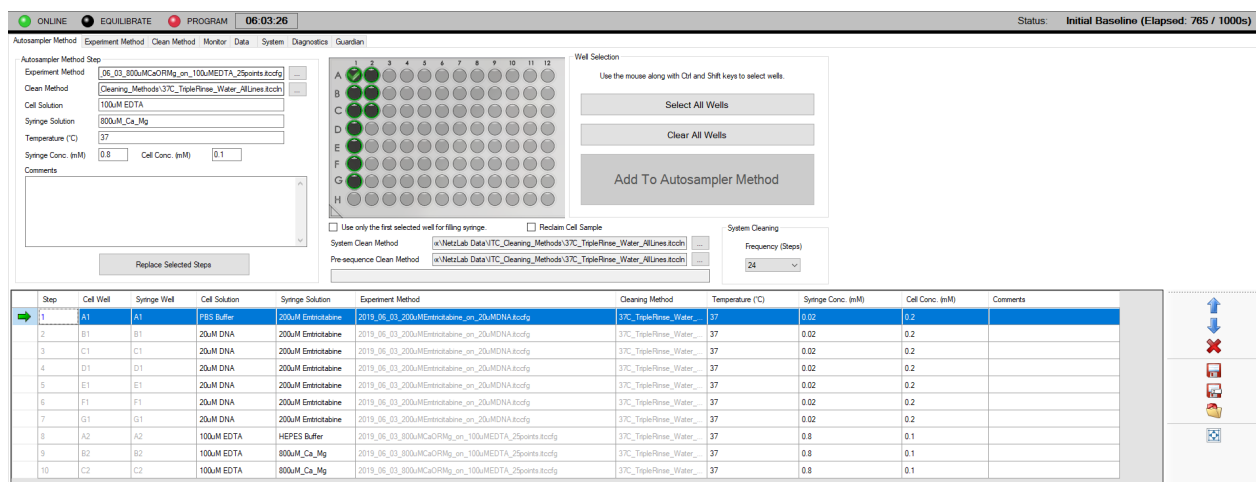 ONLINE EQUILIBRATE PROGRAM 06:03:26 Status: Initial Baseline (Elapsed: 765 / 1000s)
Autosampler Method Experiment Method Clean Method Monitor Data System Diagnostics Guardian
Autosampler Method Step
Experiment Method _06_03_800uMCaORMg_on_100uMEDTA_25points.itccfg ...
Clean Method Cleaning_Methods\37C_TripleRinse_Water_AllLines.itccln ...
Cell Solution 100uM EDTA
Syringe Solution 800uM_Ca_Mg
Temperature (°C) 37
Syringe Conc. (mM) 0.8 Cell Conc. (mM) 0.1
Comments
Replace Selected Steps
1 2 3 4 5 6 7 8 9 10 11 12
A
B
C
D
E
F
G
H
Use only the first selected well for filling syringe. Reclaim Cell Sample
System Clean Method x\NetzLab Data\ITC_Cleaning_Methods\37C_TripleRinse_Water_AllLines.itccln ...
Pre-sequence Clean Method x\NetzLab Data\ITC_Cleaning_Methods\37C_TripleRinse_Water_AllLines.itccln ...
Well Selection
Use the mouse along with Ctrl and Shift keys to select wells.
Select All Wells
Clear All Wells
Add To Autosampler Method
System Cleaning
Frequency (Steps)
24
Step Cell Well Syringe Well Cell Solution Syringe Solution Experiment Method Cleaning Method Temperature (°C) Syringe Conc. (mM) Cell Conc. (mM) Comments
1 A1 A1 PBS Buffer 200uM Emtricitabine 2019_06_03_200uMEmtricitabine_on_20uMDNA.itccfg 37C_TripleRinse_Water_... 37 0.02 0.2
2 B1 B1 20uM DNA 200uM Emtricitabine 2019_06_03_200uMEmtricitabine_on_20uMDNA.itccfg 37C_TripleRinse_Water_... 37 0.02 0.2
3 C1 C1 20uM DNA 200uM Emtricitabine 2019_06_03_200uMEmtricitabine_on_20uMDNA.itccfg 37C_TripleRinse_Water_... 37 0.02 0.2
4 D1 D1 20uM DNA 200uM Emtricitabine 2019_06_03_200uMEmtricitabine_on_20uMDNA.itccfg 37C_TripleRinse_Water_... 37 0.02 0.2
5 E1 E1 20uM DNA 200uM Emtricitabine 2019_06_03_200uMEmtricitabine_on_20uMDNA.itccfg 37C_TripleRinse_Water_... 37 0.02 0.2
6 F1 F1 20uM DNA 200uM Emtricitabine 2019_06_03_200uMEmtricitabine_on_20uMDNA.itccfg 37C_TripleRinse_Water_... 37 0.02 0.2
7 G1 G1 20uM DNA 200uM Emtricitabine 2019_06_03_200uMEmtricitabine_on_20uMDNA.itccfg 37C_TripleRinse_Water_... 37 0.02 0.2
8 A2 A2 100uM EDTA HEPES Buffer 2019_06_03_800uMCaORMg_on_100uMEDTA_25points.itccfg 37C_TripleRinse_Water_... 37 0.8 0.1
9 B2 B2 100uM EDTA 800uM_Ca_Mg 2019_06_03_800uMCaORMg_on_100uMEDTA_25points.itccfg 37C_TripleRinse_Water_... 37 0.8 0.1
10 C2 C2 100uM EDTA 800uM_Ca_Mg 2019_06_03_800uMCaORMg_on_100uMEDTA_25points.itccfg 37C_TripleRinse_Water_... 37 0.8 0.1